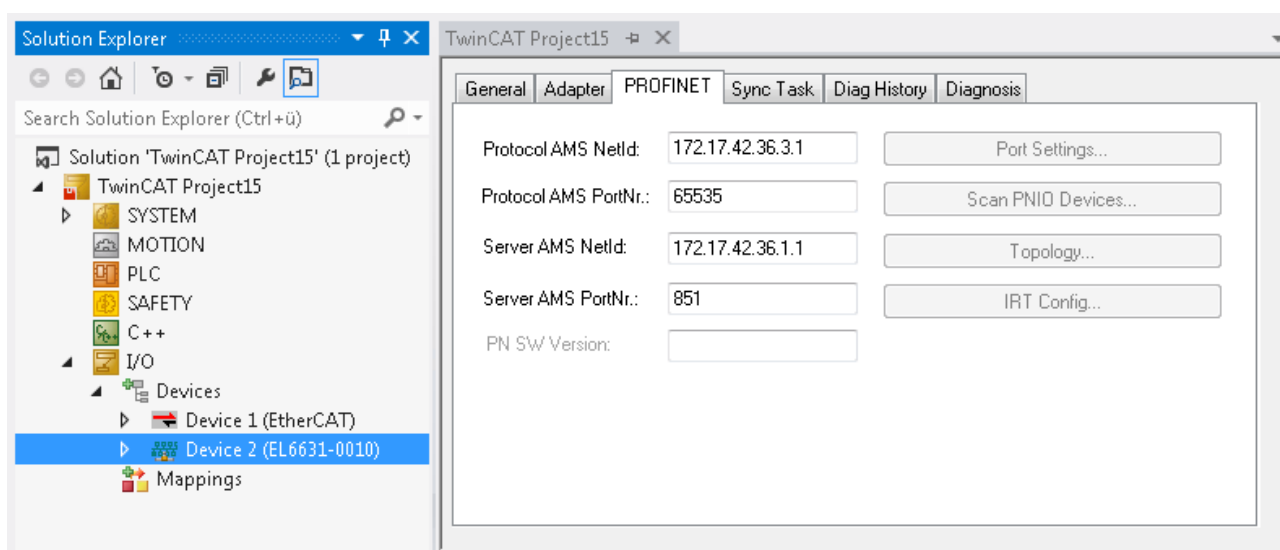 Solution Explorer
Search Solution Explorer (Ctrl+ü)
Solution 'TwinCAT Project15' (1 project)
TwinCAT Project15
SYSTEM
MOTION
PLC
SAFETY
C++
I/O
Devices
Device 1 (EtherCAT)
Device 2 (EL6631-0010)
Mappings
TwinCAT Project15
General Adapter PROFINET Sync Task Diag History Diagnosis
Protocol AMS NetId: 172.17.42.36.3.1 Port Settings...
Protocol AMS PortNr.: 65535 Scan PNIO Devices...
Server AMS NetId: 172.17.42.36.1.1 Topology...
Server AMS PortNr.: 851 IRT Config...
PN SW Version: